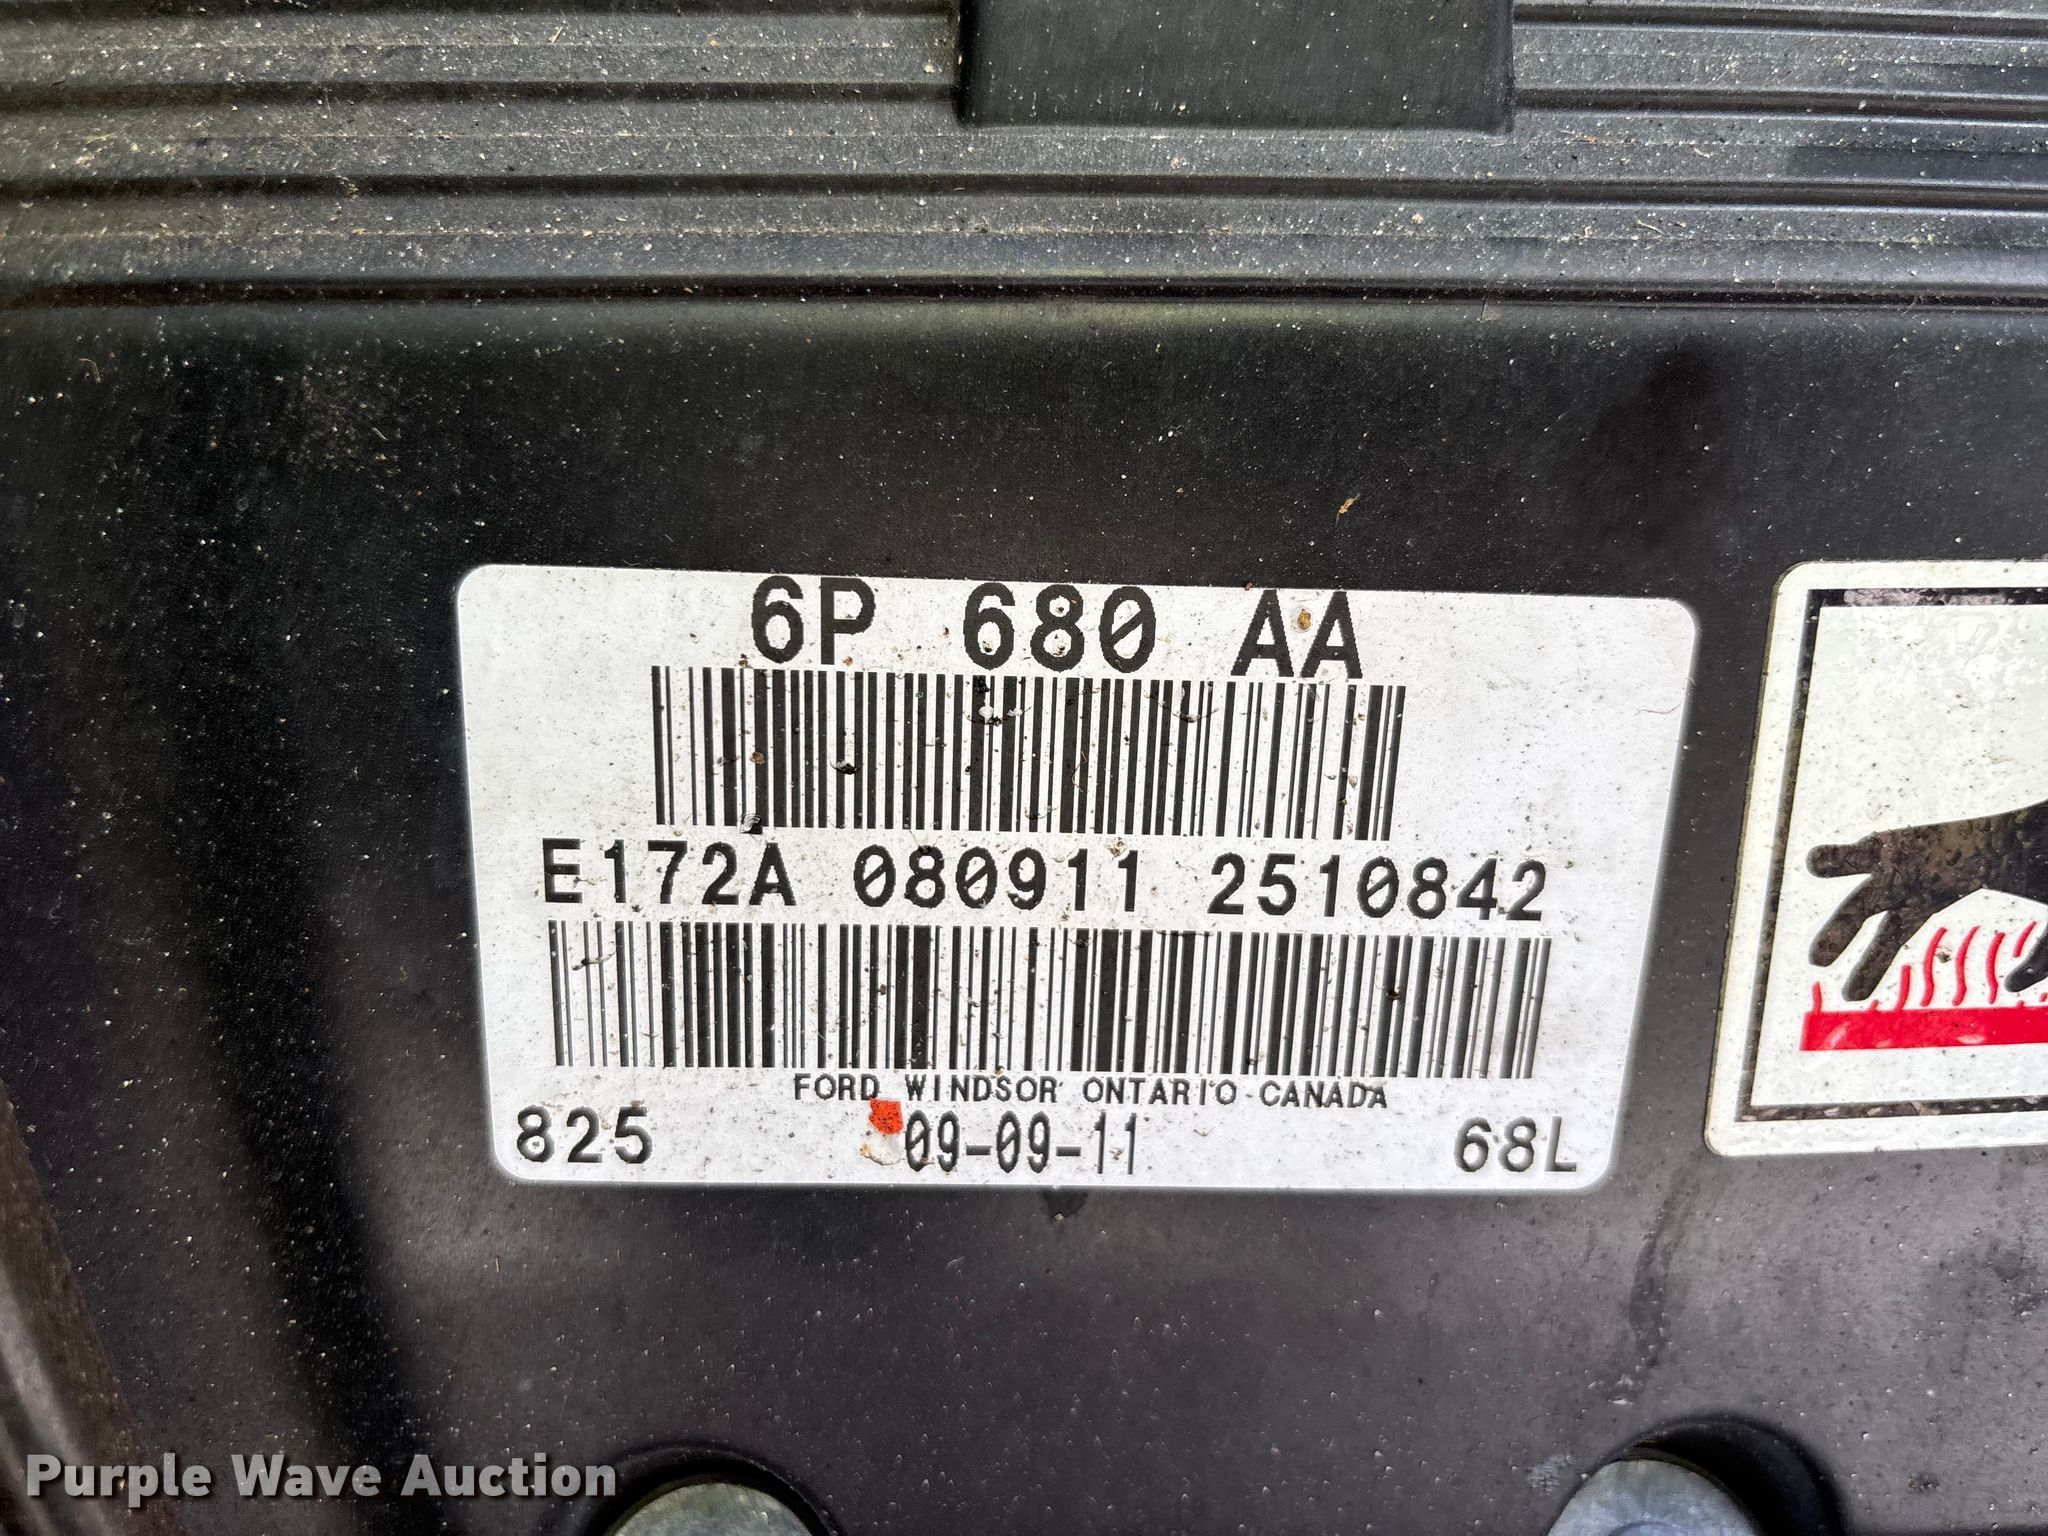 6P 680 AA
E172A 080911 2510842
FORD WINDSOR ONTARIO CANADA
825 09-09-11 68L
Purple Wave Auction